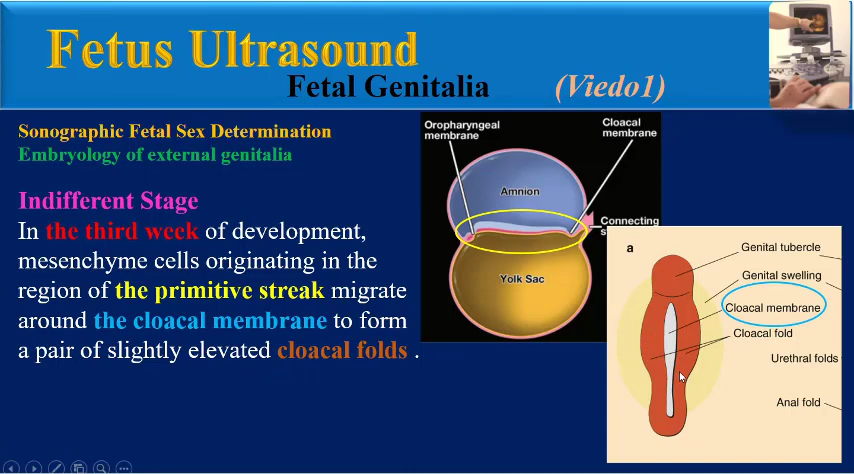 Fetus Ultrasound
Fetal Genitalia
(Viedo1)
Sonographic Fetal Sex Determination
Embryology of external genitalia
Indifferent Stage
In the third week of development,
mesenchyme cells originating in the
region of the primitive streak migrate
around the cloacal membrane to form
a pair of slightly elevated cloacal folds .
Oropharyngeal
membrane
Cloacal
membrane
Amnion
Connecting
Yolk Sac
a
Genital tubercle
Genital swelling
Cloacal membrane
Cloacal fold
Urethral folds
Anal fold